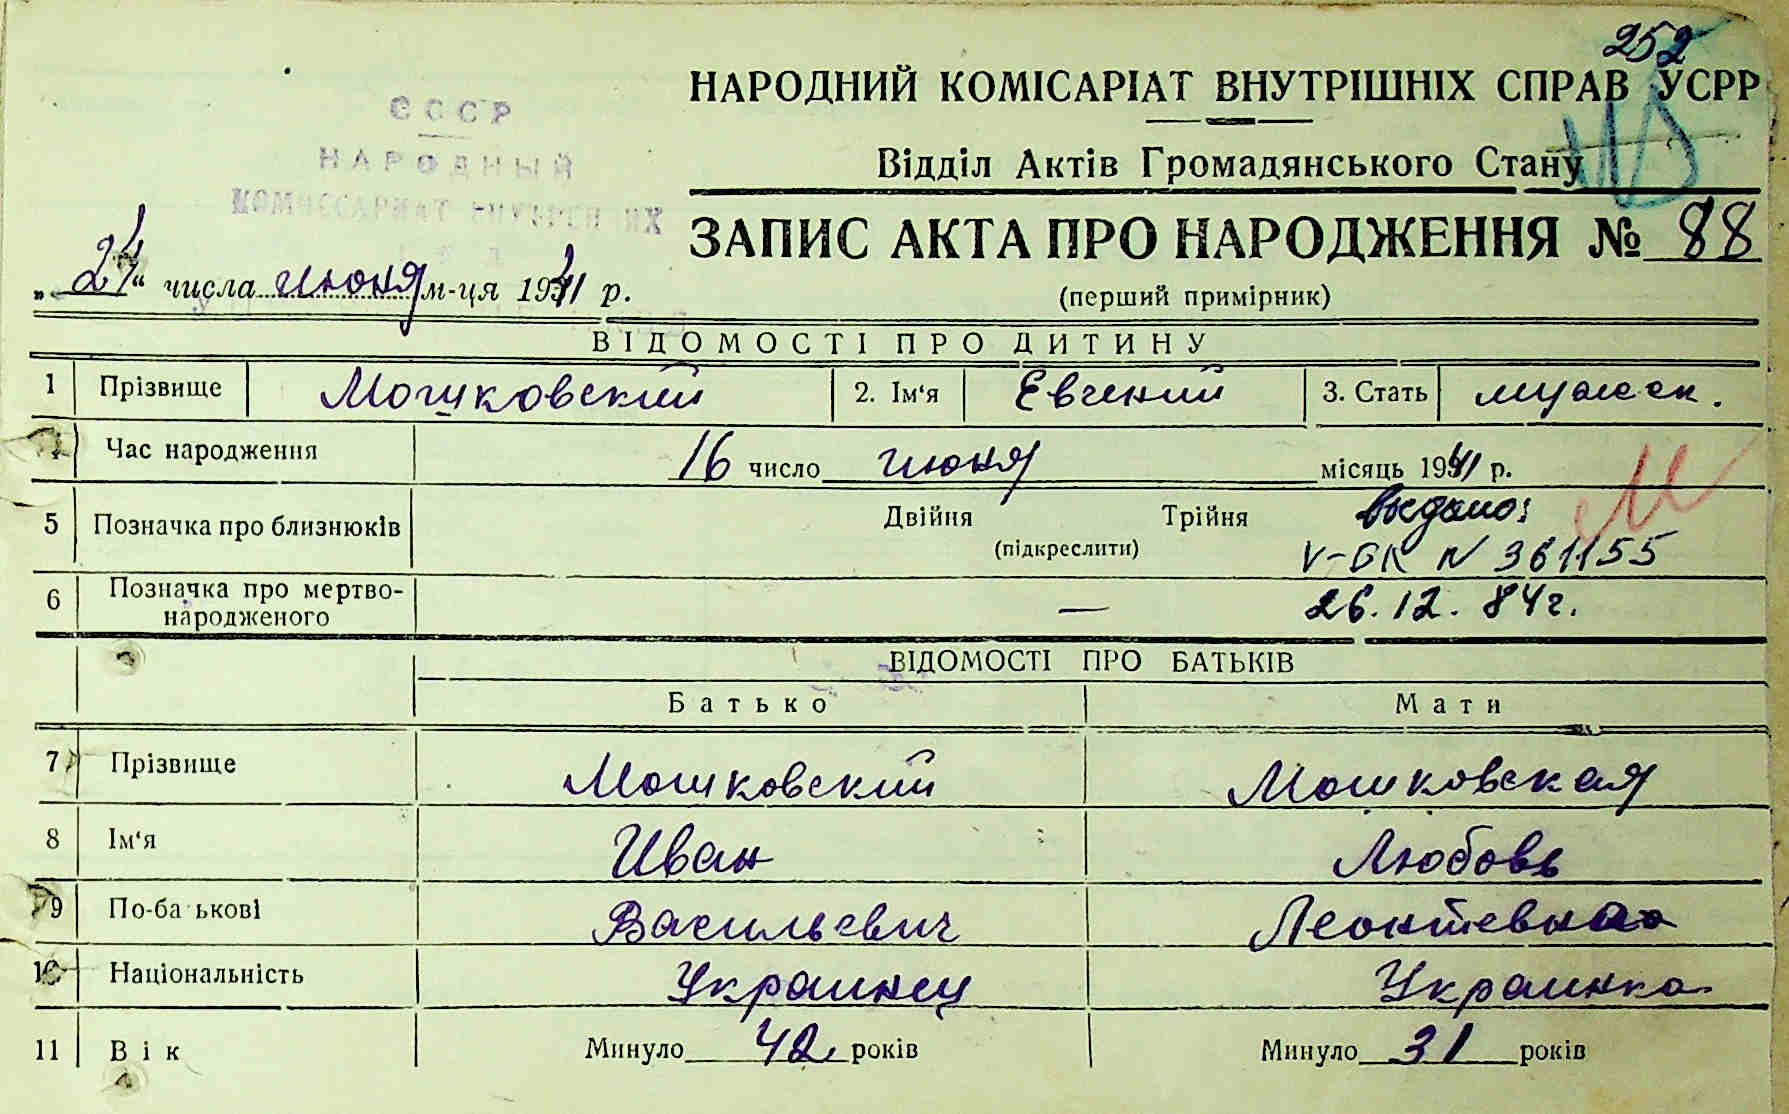 252
НАРОДНИЙ КОМІСАРІАТ ВНУТРІШНІХ СПРАВ УСРР
СССР
НАРОДНЫЙ
Відділ Актів Громадянського Стану
ЗАПИС АКТА ПРО НАРОДЖЕННЯ № 88
„24“ числа июня м-ця 1941 р.
(перший примірник)
ВІДОМОСТІ ПРО ДИТИНУ
1 Прізвище Мошковский 2. Ім'я Евгений 3. Стать мужск.
4 Час народження 16 число июня місяць 1941 р.
5 Позначка про близнюків Двійня Трійня
(підкреслити)
выдано:
V-БК N 361155
26.12.84г.
6 Позначка про мертво-
народженого —
ВІДОМОСТІ ПРО БАТЬКІВ
Батько Мати
7 Прізвище Мошковский Мошковская
8 Ім'я Иван Любовь
9 По-батькові Васильевич Леонтевна
10 Національність Украинец Украинка
11 Вік Минуло 42 років Минуло 31 років